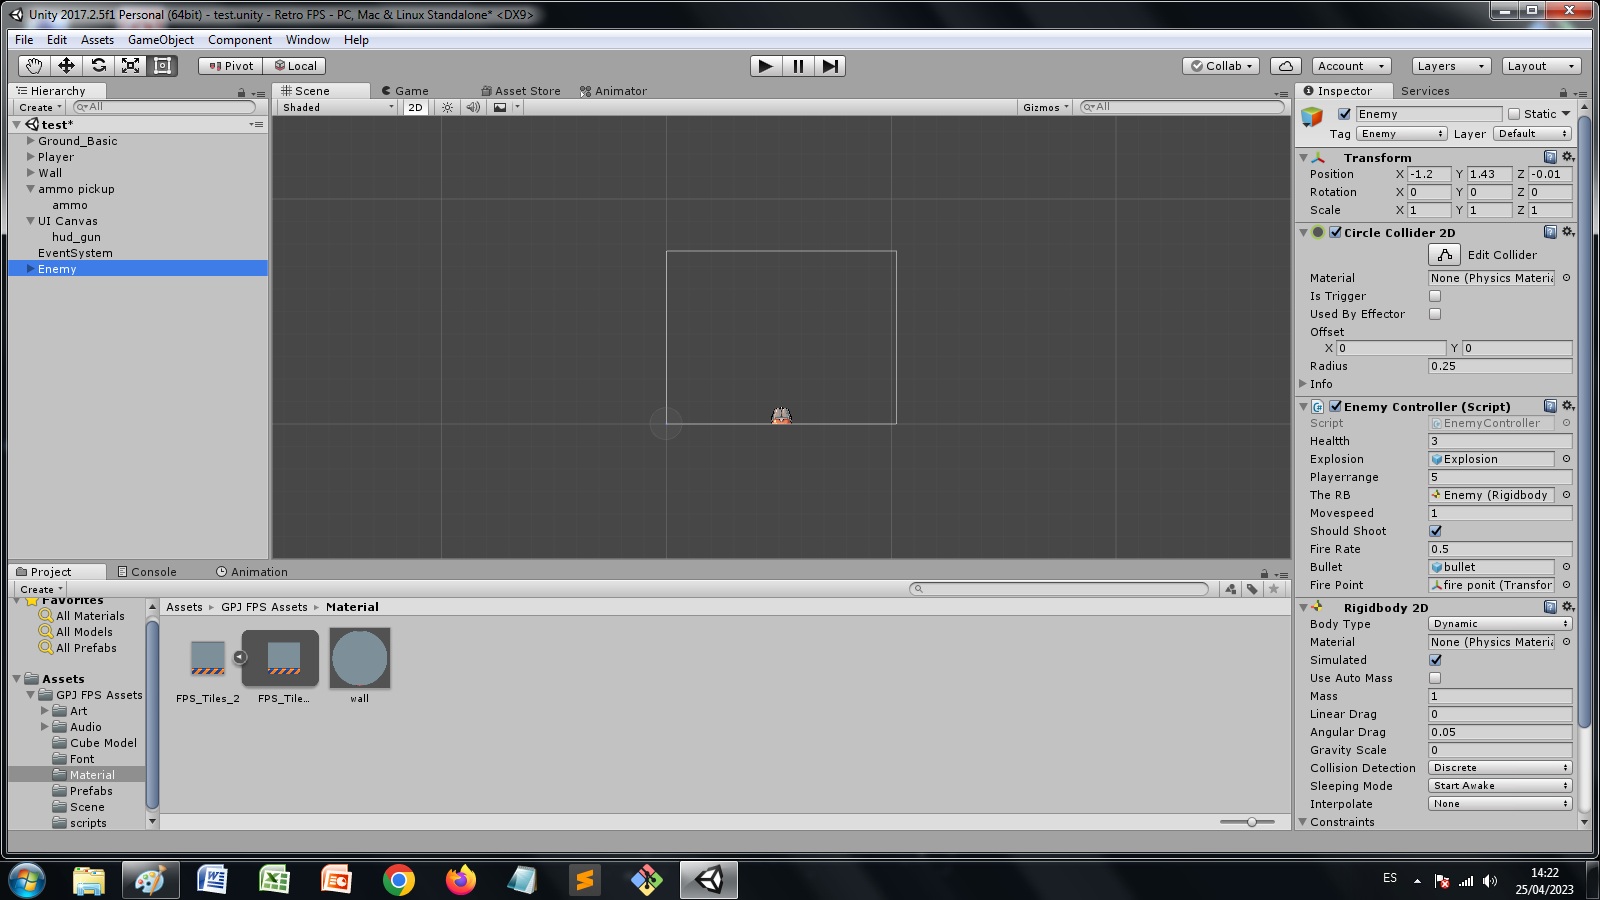 Unity 2017.2.5f1 Personal (64bit) - test.unity - Retro FPS - PC, Mac & Linux Standalone* <DX9>
File Edit Assets GameObject Component Window Help
Pivot Local Collab Account Layers Layout
Hierarchy
Create All
test*
Ground_Basic
Player
Wall
ammo pickup
ammo
UI Canvas
hud_gun
EventSystem
Enemy
Scene Game Asset Store Animator
Shaded 2D Gizmos All
Inspector Services
Enemy Static
Tag Enemy Layer Default
Transform
Position X -1.2 Y 1.43 Z -0.01
Rotation X 0 Y 0 Z 0
Scale X 1 Y 1 Z 1
Circle Collider 2D
Edit Collider
Material None (Physics Materia
Is Trigger
Used By Effector
Offset
X 0 Y 0
Radius 0.25
Info
Enemy Controller (Script)
Script EnemyController
Healtth 3
Explosion Explosion
Playerrange 5
The RB Enemy (Rigidbody
Movespeed 1
Should Shoot
Fire Rate 0.5
Bullet bullet
Fire Point fire ponit (Transfor
Rigidbody 2D
Body Type Dynamic
Material None (Physics Materia
Simulated
Use Auto Mass
Mass 1
Linear Drag 0
Angular Drag 0.05
Gravity Scale 0
Collision Detection Discrete
Sleeping Mode Start Awake
Interpolate None
Constraints
Project Console Animation
Create
Favorites
All Materials
All Models
All Prefabs
Assets
GPJ FPS Assets
Art
Audio
Cube Model
Font
Material
Prefabs
Scene
scripts
Assets GPJ FPS Assets Material
FPS_Tiles_2 FPS_Tile... wall
ES 14:22
25/04/2023